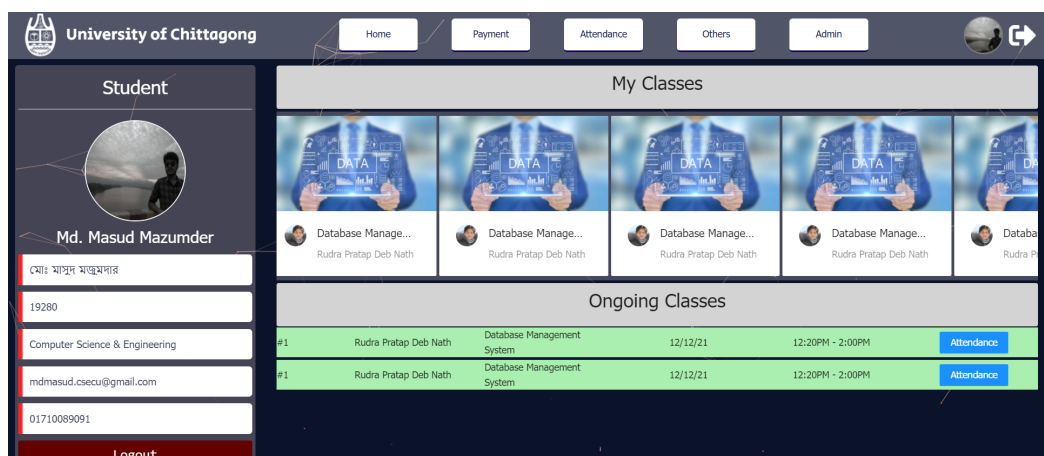 University of Chittagong
Home
Payment
Attendance
Others
Admin
Student
Md. Masud Mazumder
মোঃ মাসুদ মজুমদার
19280
Computer Science & Engineering
mdmasud.csecu@gmail.com
01710089091
Logout
My Classes
DATA
DATA
DATA
DATA
DA
Database Manage...
Rudra Pratap Deb Nath
Database Manage...
Rudra Pratap Deb Nath
Database Manage...
Rudra Pratap Deb Nath
Database Manage...
Rudra Pratap Deb Nath
Databa
Rudra Pr
Ongoing Classes
#1 Rudra Pratap Deb Nath Database Management System 12/12/21 12:20PM - 2:00PM Attendance
#1 Rudra Pratap Deb Nath Database Management System 12/12/21 12:20PM - 2:00PM Attendance